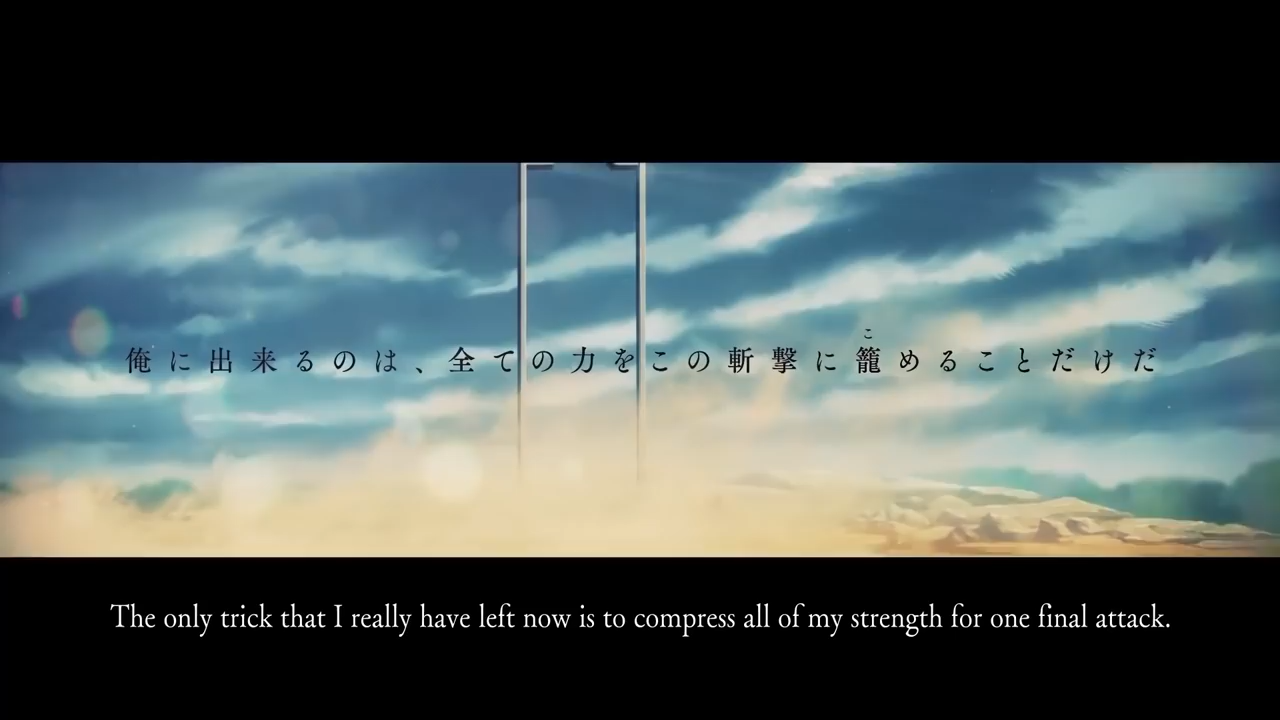 こ
俺に出来るのは、全ての力をこの斬撃に籠めることだけだ
The only trick that I really have left now is to compress all of my strength for one final attack.